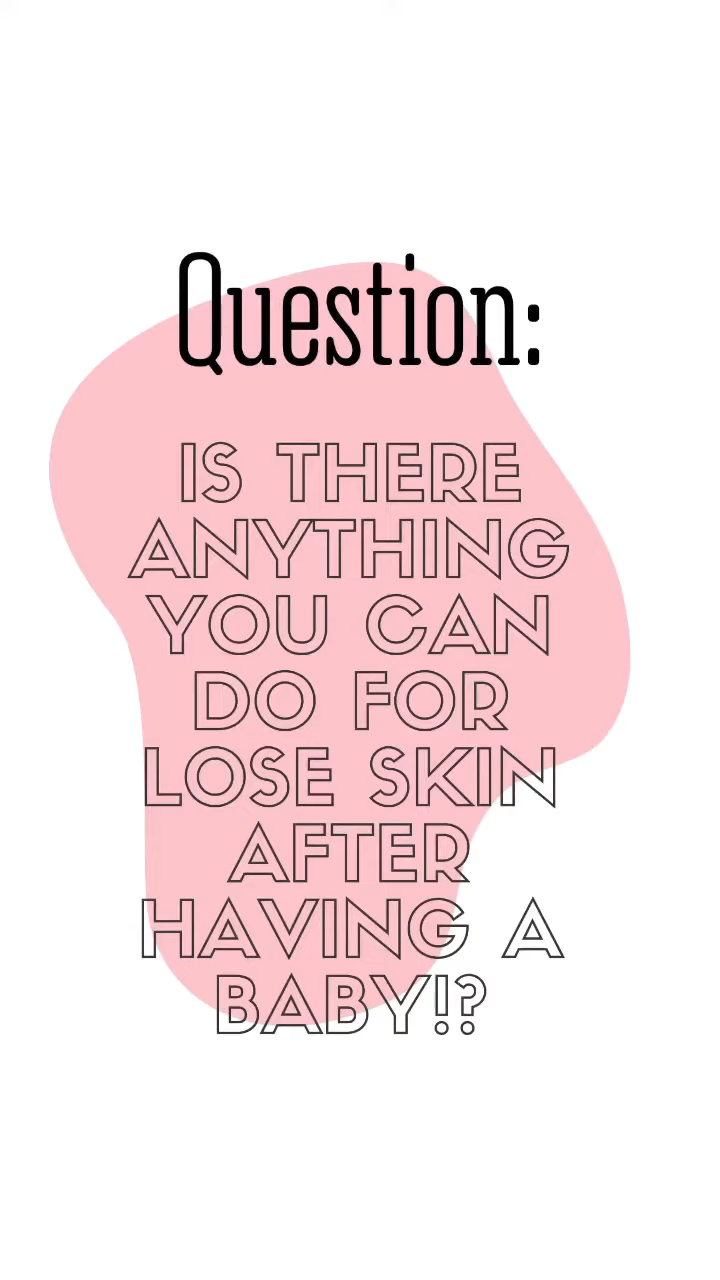 Question:
IS THERE
ANYTHING
YOU CAN
DO FOR
LOSE SKIN
AFTER
HAVING A
BABY!?